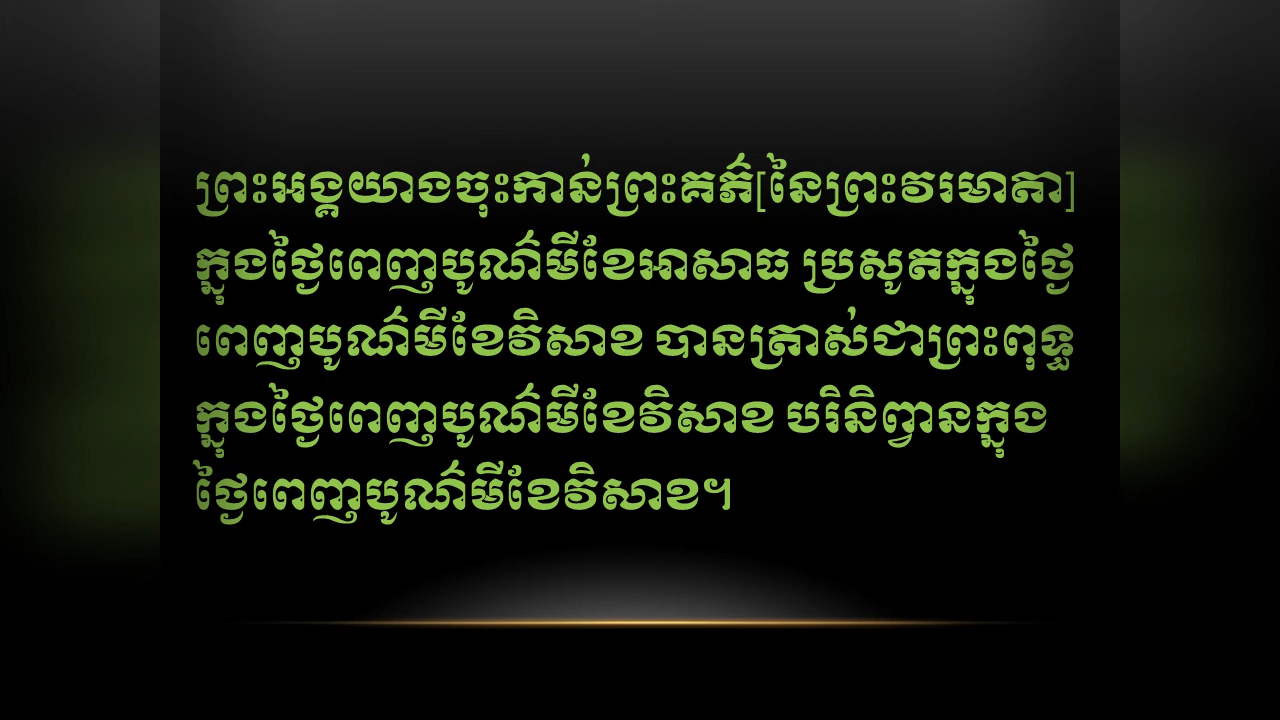 ព្រះអង្គយាងចុះកាន់ព្រះគភ៌[នៃព្រះវរមាតា]
ក្នុងថ្ងៃពេញបូណ៌មីខែអាសាធ ប្រសូតក្នុងថ្ងៃ
ពេញបូណ៌មីខែវិសាខ បានត្រាស់ជាព្រះពុទ្ធ
ក្នុងថ្ងៃពេញបូណ៌មីខែវិសាខ បរិនិព្វានក្នុង
ថ្ងៃពេញបូណ៌មីខែវិសាខ។